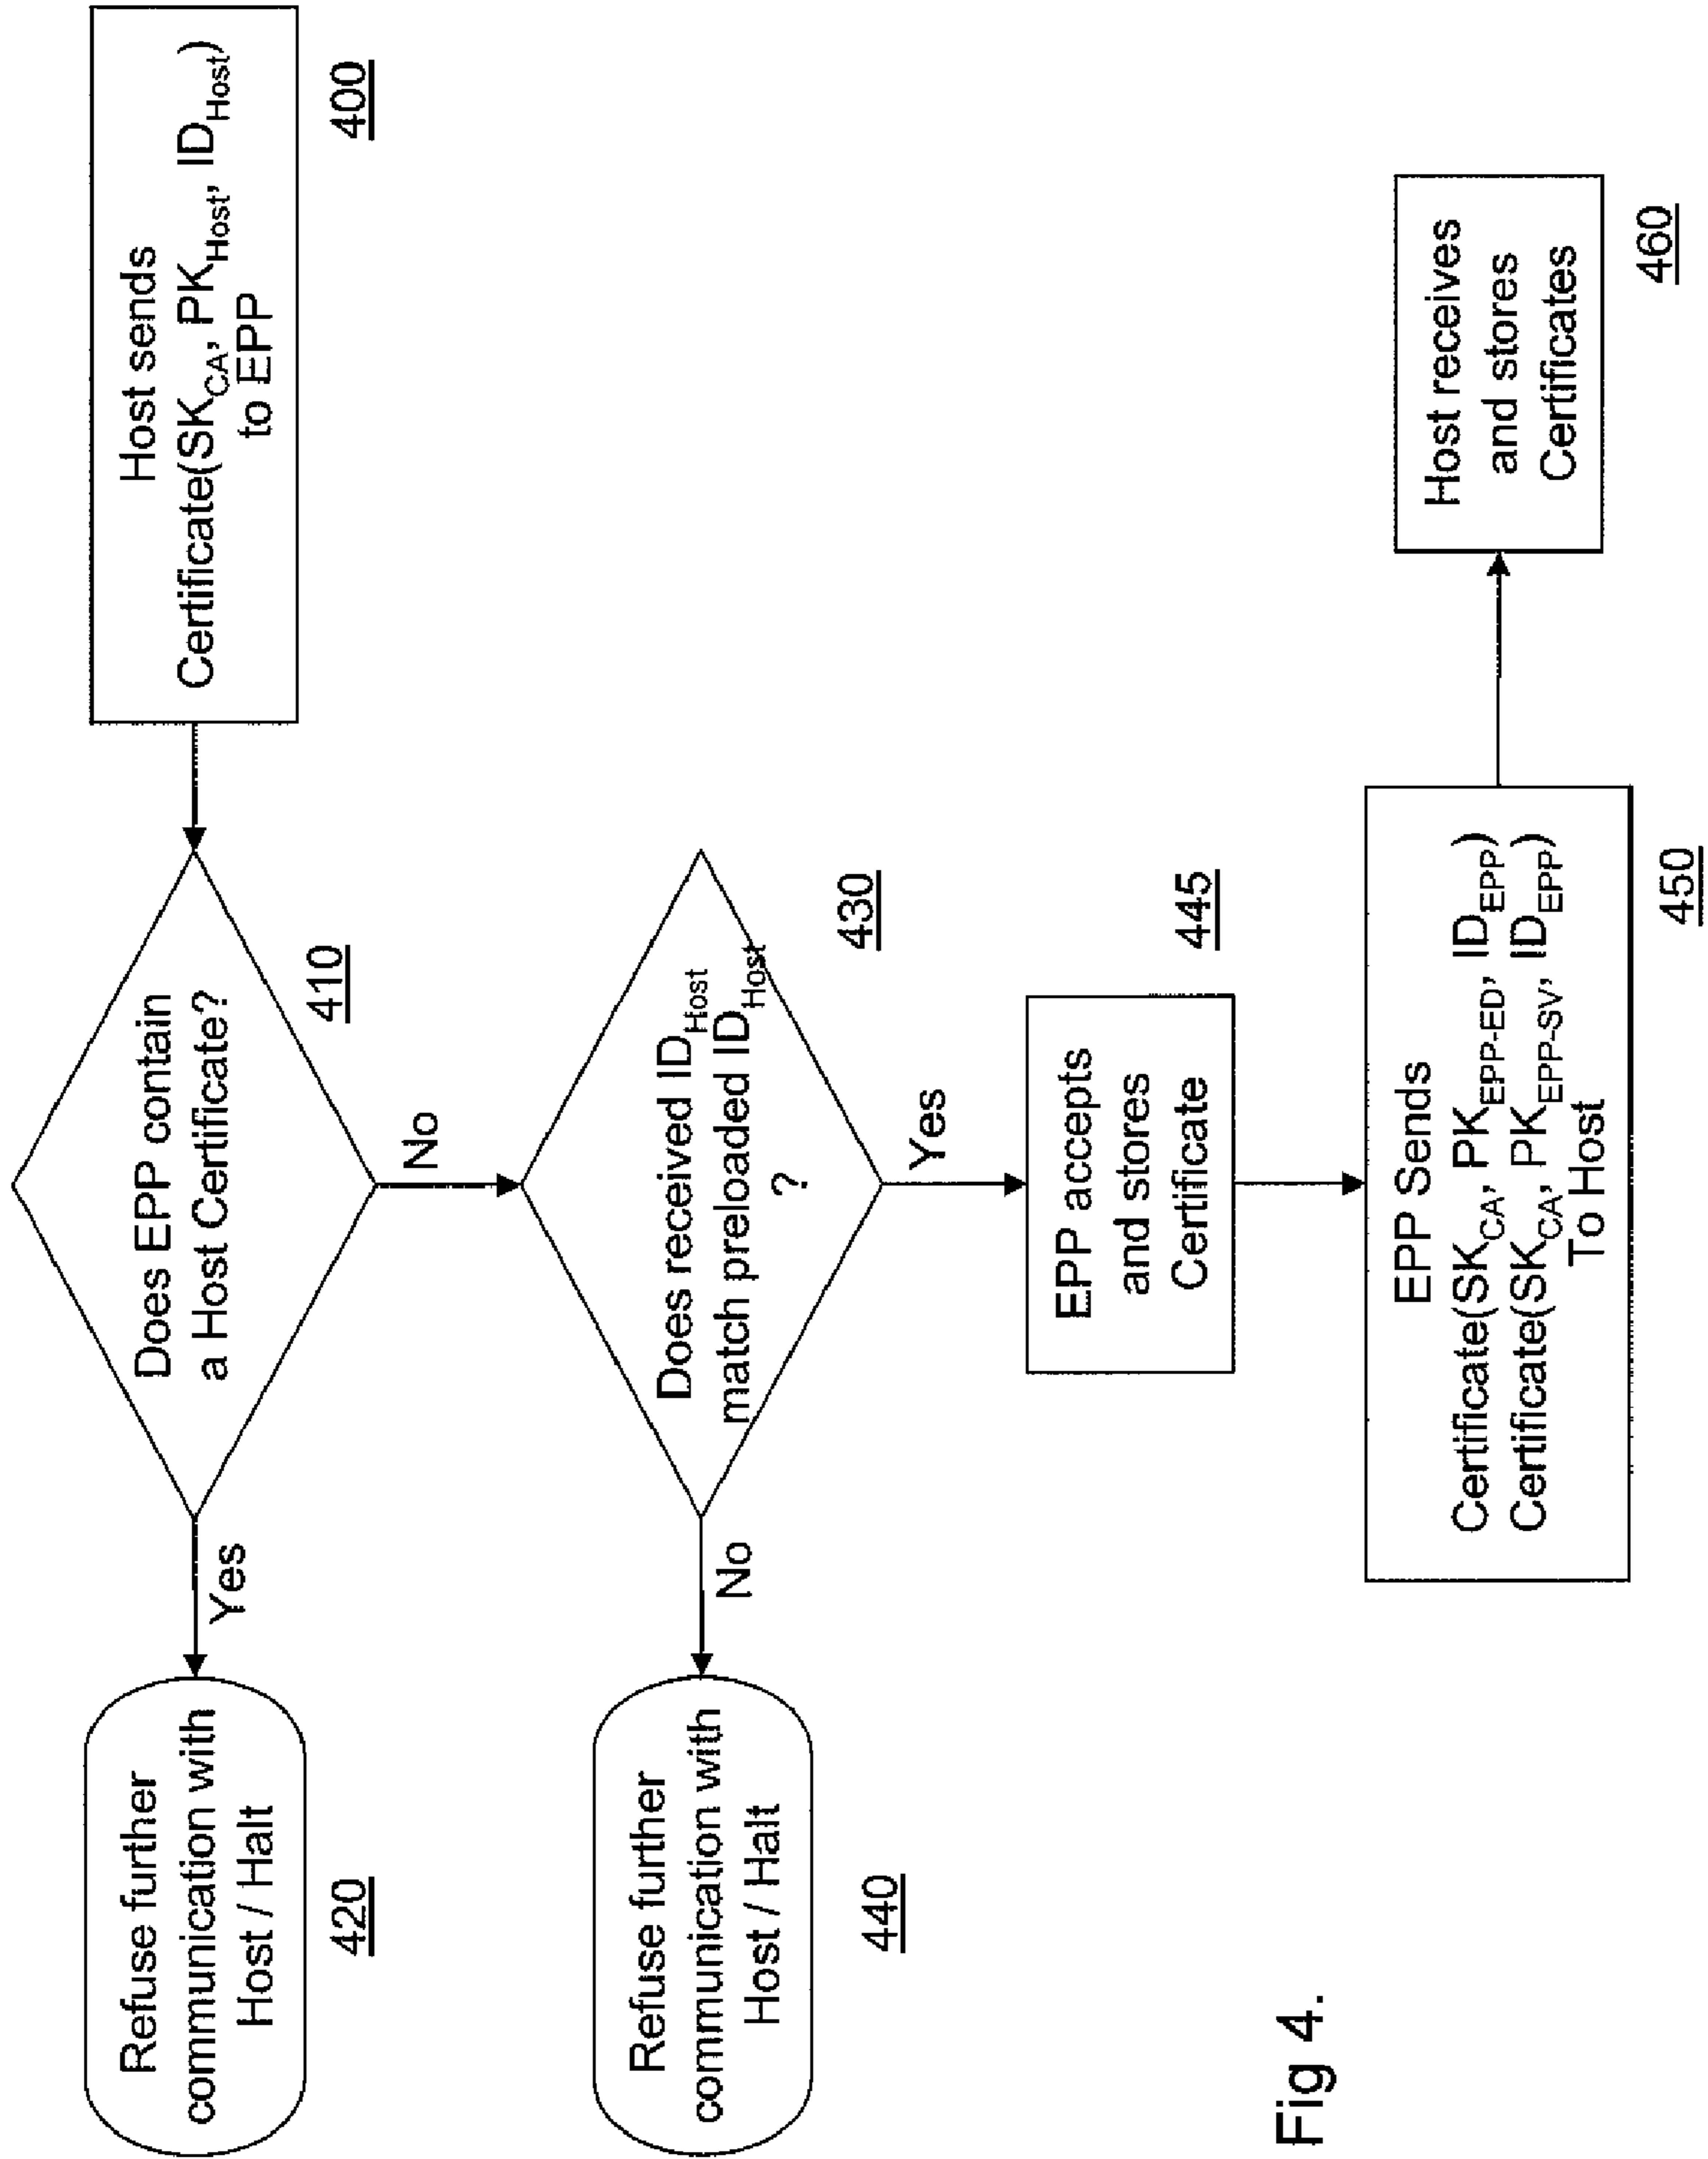 Host sends
Certificate(SK_CA, PK_Host, ID_Host)
to EPP
400
Does EPP contain
a Host Certificate?
410
Yes
Refuse further
communication with
Host / Halt
420
No
Does received ID_Host
match preloaded ID_Host
?
430
No
Refuse further
communication with
Host / Halt
440
Yes
EPP accepts
and stores
Certificate
445
EPP Sends
Certificate(SK_CA, PK_EPP-ED, ID_EPP)
Certificate(SK_CA, PK_EPP-SV, ID_EPP)
To Host
450
Host receives
and stores
Certificates
460
Fig 4.